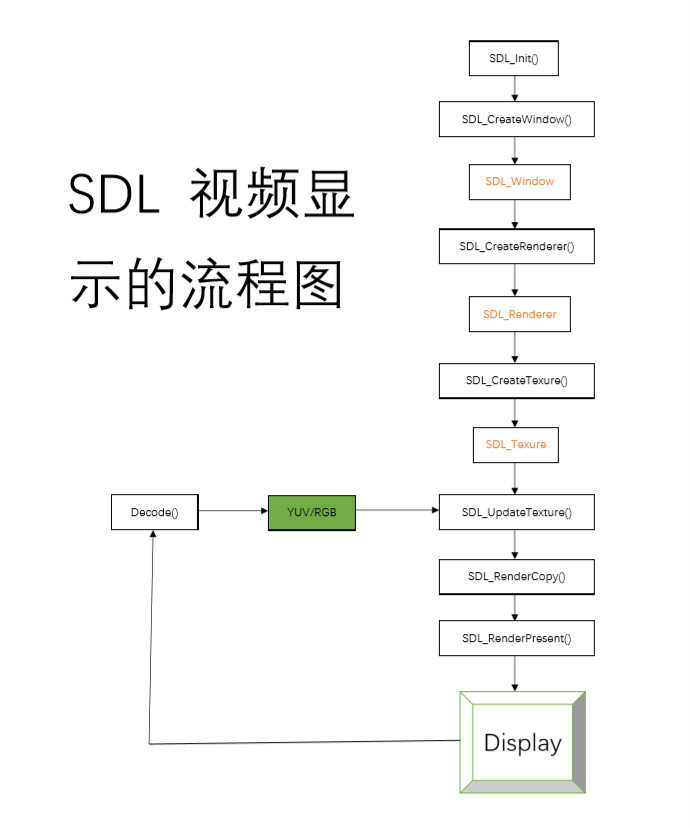 SDL 视频显
示的流程图
SDL_Init()
SDL_CreateWindow()
SDL_Window
SDL_CreateRenderer()
SDL_Renderer
SDL_CreateTexure()
SDL_Texure
Decode()
YUV/RGB
SDL_UpdateTexture()
SDL_RenderCopy()
SDL_RenderPresent()
Display